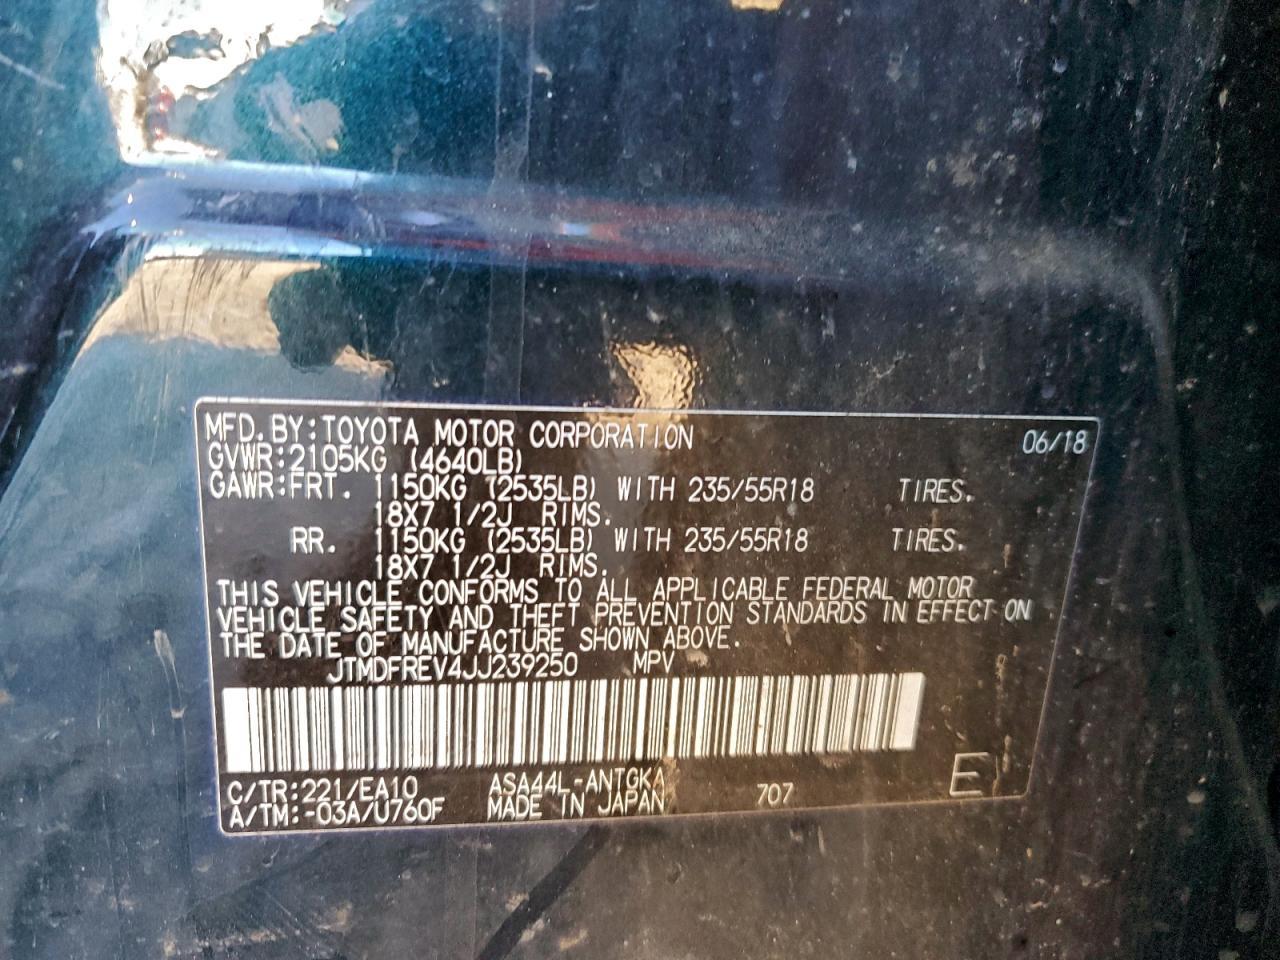 MFD.BY:TOYOTA MOTOR CORPORATION 06/18
GVWR:2105KG (4640LB)
GAWR:FRT. 1150KG (2535LB) WITH 235/55R18 TIRES.
18X7 1/2J RIMS.
RR. 1150KG (2535LB) WITH 235/55R18 TIRES.
18X7 1/2J RIMS.
THIS VEHICLE CONFORMS TO ALL APPLICABLE FEDERAL MOTOR
VEHICLE SAFETY AND THEFT PREVENTION STANDARDS IN EFFECT ON
THE DATE OF MANUFACTURE SHOWN ABOVE.
JTMDFREV4JJ239250 MPV
C/TR:221/EA10 ASA44L-ANTGKA 707 E
A/TM:-03A/U760F MADE IN JAPAN